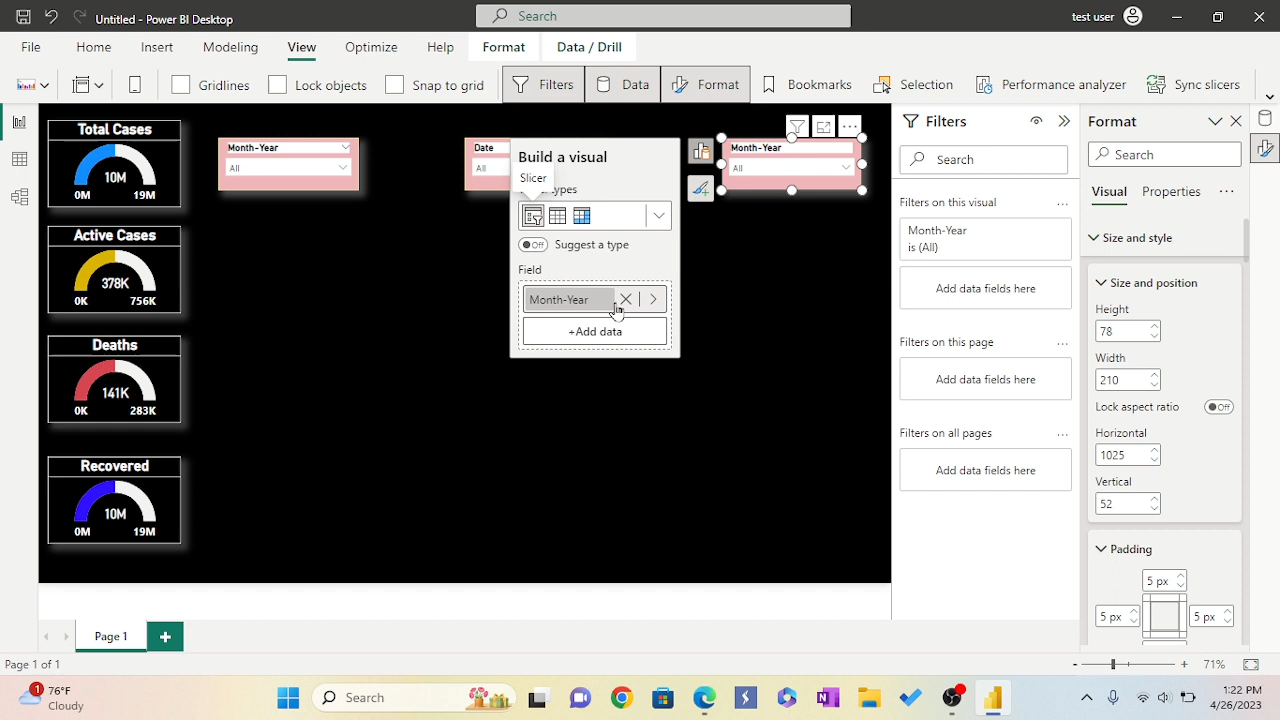 Untitled - Power BI Desktop
Search
test user
File
Home
Insert
Modeling
View
Optimize
Help
Format
Data / Drill
Gridlines
Lock objects
Snap to grid
Filters
Data
Format
Bookmarks
Selection
Performance analyzer
Sync slicers
Total Cases
10M
0M
19M
Active Cases
378K
0K
756K
Deaths
141K
0K
283K
Recovered
10M
0M
19M
Month-Year
All
Date
All
Build a visual
Slicer
types
Off
Suggest a type
Field
Month-Year
+Add data
Month-Year
All
Filters
Search
Filters on this visual
...
Month-Year
is (All)
Add data fields here
Filters on this page
...
Add data fields here
Filters on all pages
...
Add data fields here
Format
Search
Visual
Properties
Size and style
Size and position
Height
78
Width
210
Lock aspect ratio
Off
Horizontal
1025
Vertical
52
Padding
5 px
5 px
5 px
Page 1
Page 1 of 1
- + 71%
1
76°F
Cloudy
Search
1:22 PM
4/26/2023